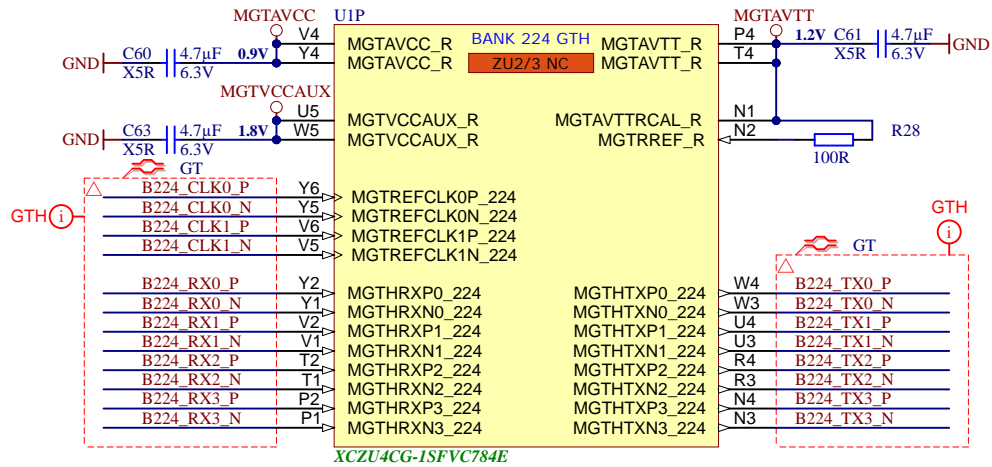 MGTAVCC U1P MGTAVTT
V4 MGTAVCC_R BANK 224 GTH MGTAVTT_R P4
C60 4.7µF 0.9V Y4 MGTAVCC_R ZU2/3 NC MGTAVTT_R T4 1.2V C61 4.7µF
GND X5R 6.3V X5R 6.3V GND
MGTVCCAUX
U5 MGTVCCAUX_R MGTAVTTRCAL_R N1
C63 4.7µF 1.8V W5 MGTVCCAUX_R MGTRREF_R N2 R28
GND X5R 6.3V 100R
GT
B224_CLK0_P Y6 MGTREFCLK0P_224
B224_CLK0_N Y5 MGTREFCLK0N_224
GTH i
B224_CLK1_P V6 MGTREFCLK1P_224
B224_CLK1_N V5 MGTREFCLK1N_224
GTH
i
GT
B224_RX0_P Y2 MGTHRXP0_224 MGTHTXP0_224 W4 B224_TX0_P
B224_RX0_N Y1 MGTHRXN0_224 MGTHTXN0_224 W3 B224_TX0_N
B224_RX1_P V2 MGTHRXP1_224 MGTHTXP1_224 U4 B224_TX1_P
B224_RX1_N V1 MGTHRXN1_224 MGTHTXN1_224 U3 B224_TX1_N
B224_RX2_P T2 MGTHRXP2_224 MGTHTXP2_224 R4 B224_TX2_P
B224_RX2_N T1 MGTHRXN2_224 MGTHTXN2_224 R3 B224_TX2_N
B224_RX3_P P2 MGTHRXP3_224 MGTHTXP3_224 N4 B224_TX3_P
B224_RX3_N P1 MGTHRXN3_224 MGTHTXN3_224 N3 B224_TX3_N
XCZU4CG-1SFVC784E